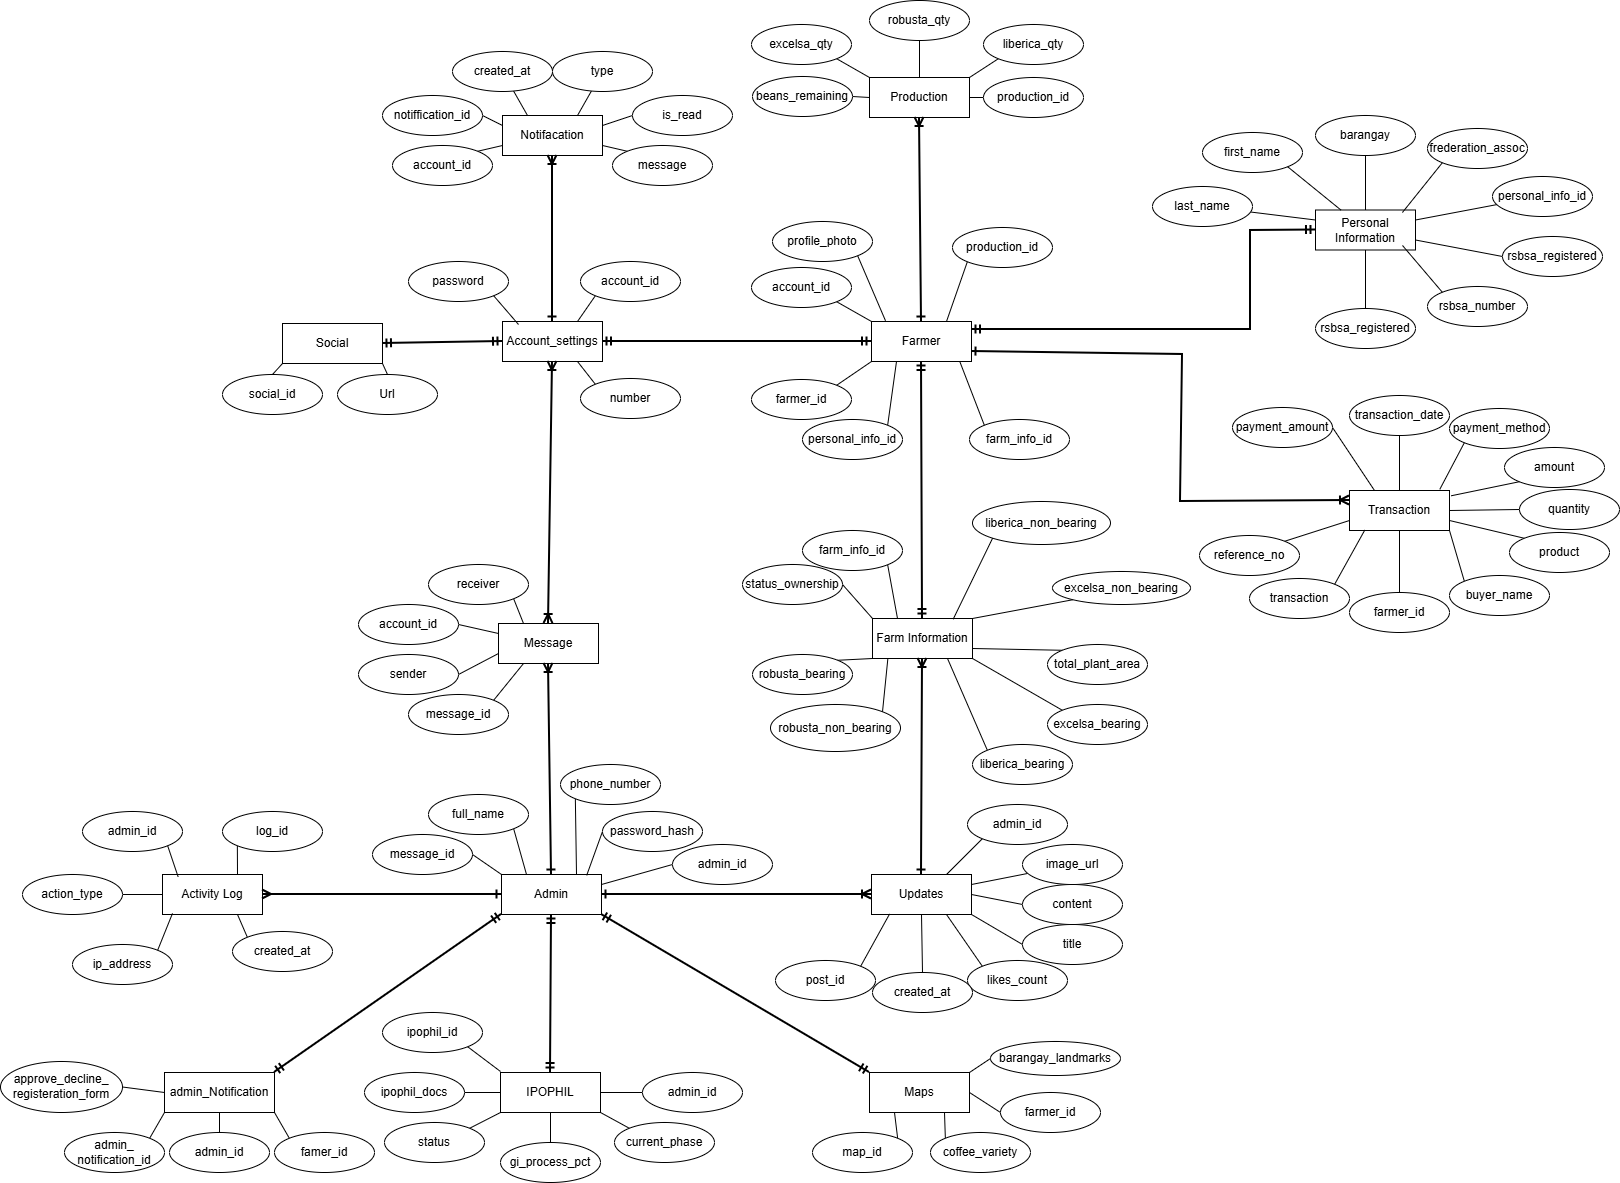 robusta_qty
excelsa_qty
liberica_qty
beans_remaining
Production
production_id
created_at
type
notiffication_id
is_read
Notifacation
account_id
message
barangay
first_name
frederation_assoc
last_name
personal_info_id
Personal
Information
rsbsa_registered
rsbsa_number
rsbsa_registered
profile_photo
production_id
account_id
password
account_id
Social
Account_settings
Farmer
social_id
Url
number
farmer_id
personal_info_id
farm_info_id
transaction_date
payment_amount
payment_method
amount
Transaction
quantity
reference_no
product
transaction
farmer_id
buyer_name
liberica_non_bearing
farm_info_id
status_ownership
excelsa_non_bearing
Farm Information
total_plant_area
robusta_bearing
robusta_non_bearing
excelsa_bearing
liberica_bearing
receiver
account_id
Message
sender
message_id
phone_number
full_name
password_hash
message_id
admin_id
admin_id
log_id
action_type
Activity Log
Admin
ip_address
created_at
Updates
admin_id
image_url
content
title
post_id
created_at
likes_count
approve_decline_
registeration_form
admin_Notification
admin_
notification_id
admin_id
famer_id
ipophil_id
ipophil_docs
IPOPHIL
admin_id
status
gi_process_pct
current_phase
barangay_landmarks
Maps
farmer_id
map_id
coffee_variety